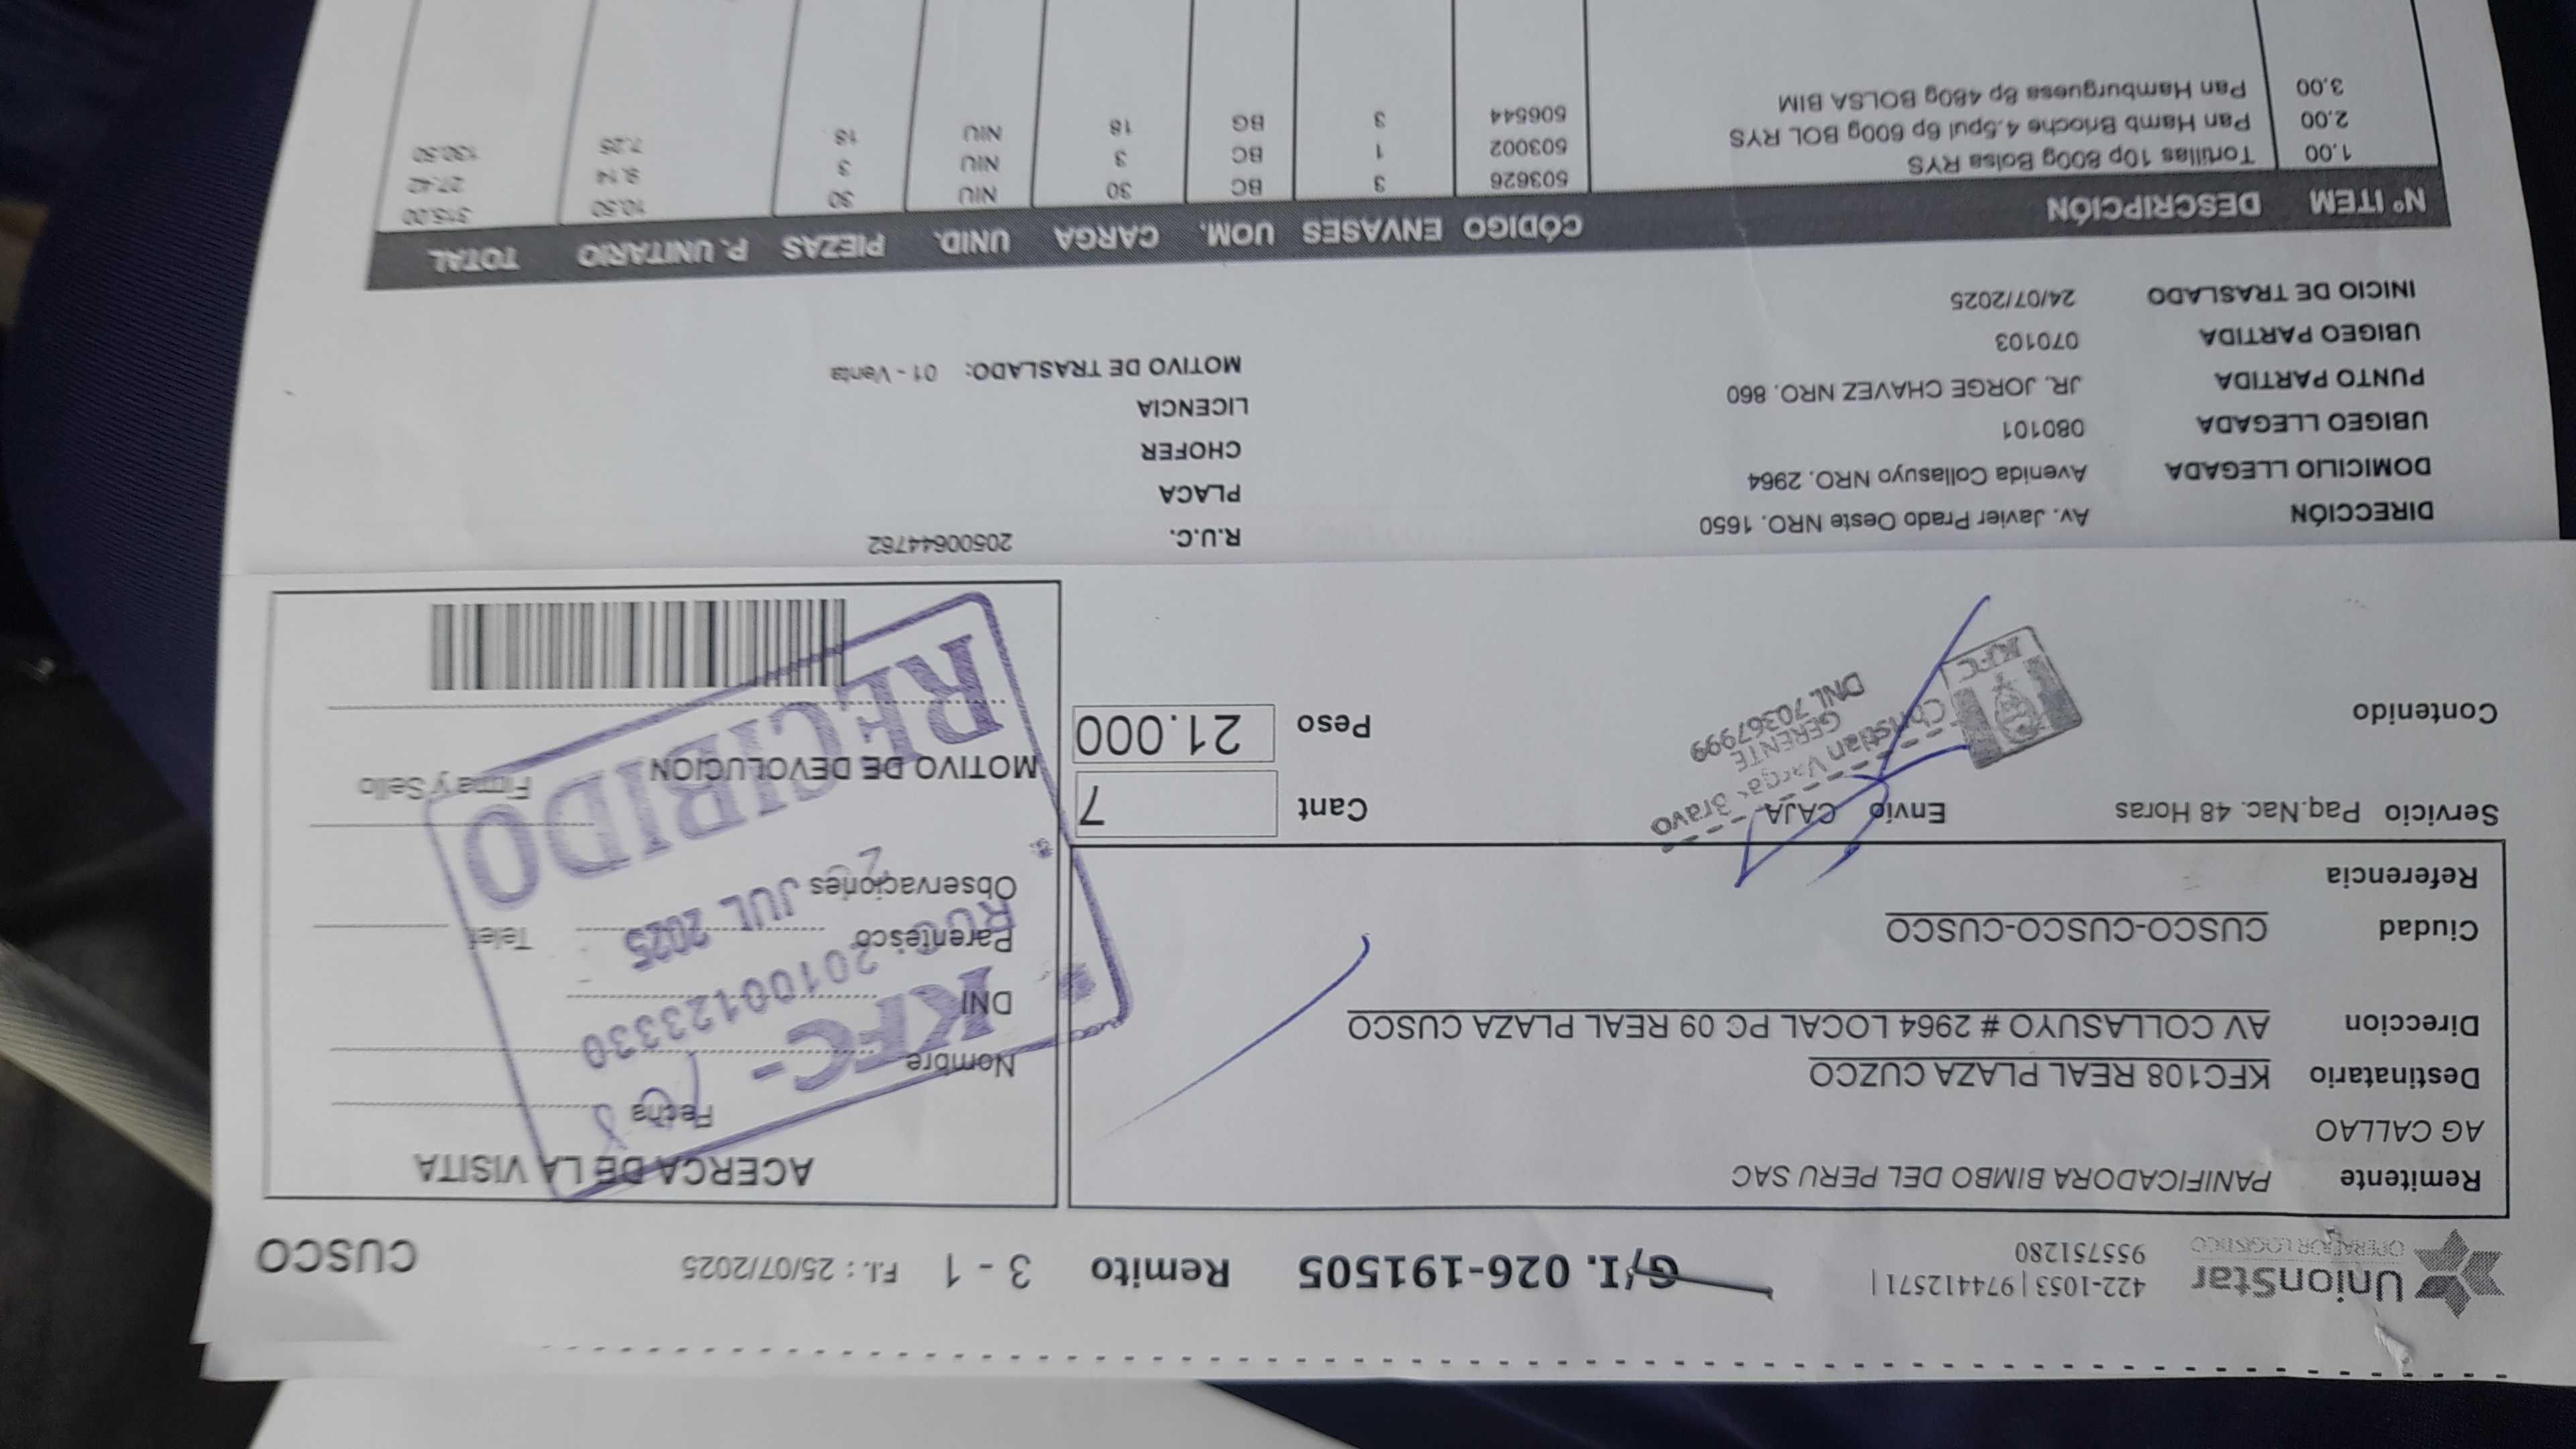 UnionStar
OPERADOR LOGÍSTICO
422-1053 | 974412571 |
955751280
G/I. 026-191505
Remito 3 - 1
F.I. : 25/07/2025
CUSCO
Remitente PANIFICADORA BIMBO DEL PERU SAC
AG CALLAO
Destinatario KFC108 REAL PLAZA CUZCO
Direccion AV COLLASUYO # 2964 LOCAL PC 09 REAL PLAZA CUSCO
Ciudad CUSCO-CUSCO-CUSCO
Referencia
Servicio Paq.Nac. 48 Horas Envio CAJA
Contenido
Cant 7
Peso 21.000
KFC
GERENTE
DNI. 70367999
ACERCA DE LA VISITA
Fecha
Nombre
DNI
Parentesco Telef
Observaciones
MOTIVO DE DEVOLUCION Firma y Sello
KFC-
RUC: 20100123330
JUL 2025
RECIBIDO
DIRECCIÓN Av. Javier Prado Oeste NRO. 1650
DOMICILIO LLEGADA Avenida Collasuyo NRO. 2964
UBIGEO LLEGADA 080101
PUNTO PARTIDA JR. JORGE CHAVEZ NRO. 860
UBIGEO PARTIDA 070103
INICIO DE TRASLADO 24/07/2025
R.U.C. 20500644762
PLACA
CHOFER
LICENCIA
MOTIVO DE TRASLADO: 01 - Venta
N° ITEM DESCRIPCIÓN CÓDIGO ENVASES UOM. CARGA UNID. PIEZAS P. UNITARIO TOTAL
1.00 Tortillas 10p 800g Bolsa RYS 503626 3 BC 30 NIU 30 10.50 315.00
2.00 Pan Hamb Brioche 4.5pul 6p 600g BOL RYS 503002 1 BC 3 NIU 3 9.14 27.42
3.00 Pan Hamburguesa 8p 480g BOLSA BIM 506544 3 BG 18 NIU 18 7.25 130.50